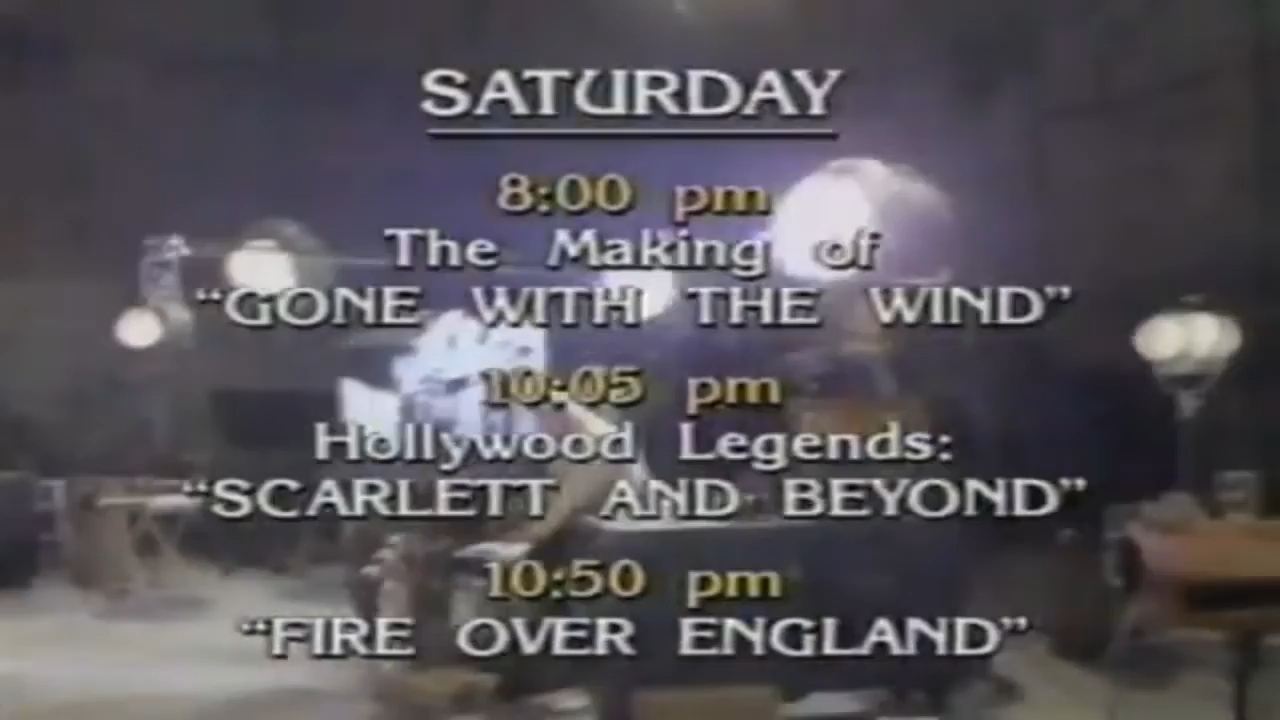 SATURDAY
8:00 pm
The Making of
“GONE WITH THE WIND”
10:05 pm
Hollywood Legends:
“SCARLETT AND BEYOND”
10:50 pm
“FIRE OVER ENGLAND”